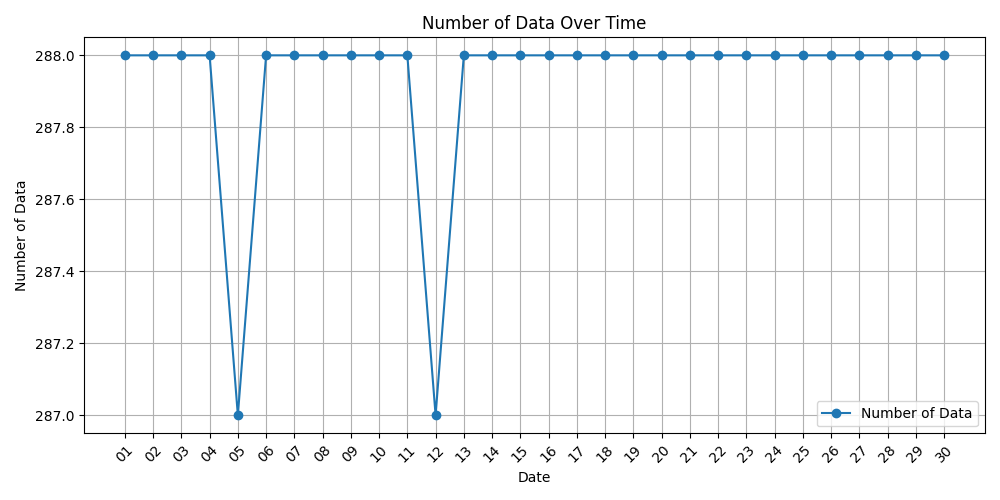 Number of Data Over Time
Number of Data
288.0
287.8
287.6
287.4
287.2
287.0
Number of Data
01 02 03 04 05 06 07 08 09 10 11 12 13 14 15 16 17 18 19 20 21 22 23 24 25 26 27 28 29 30
Date